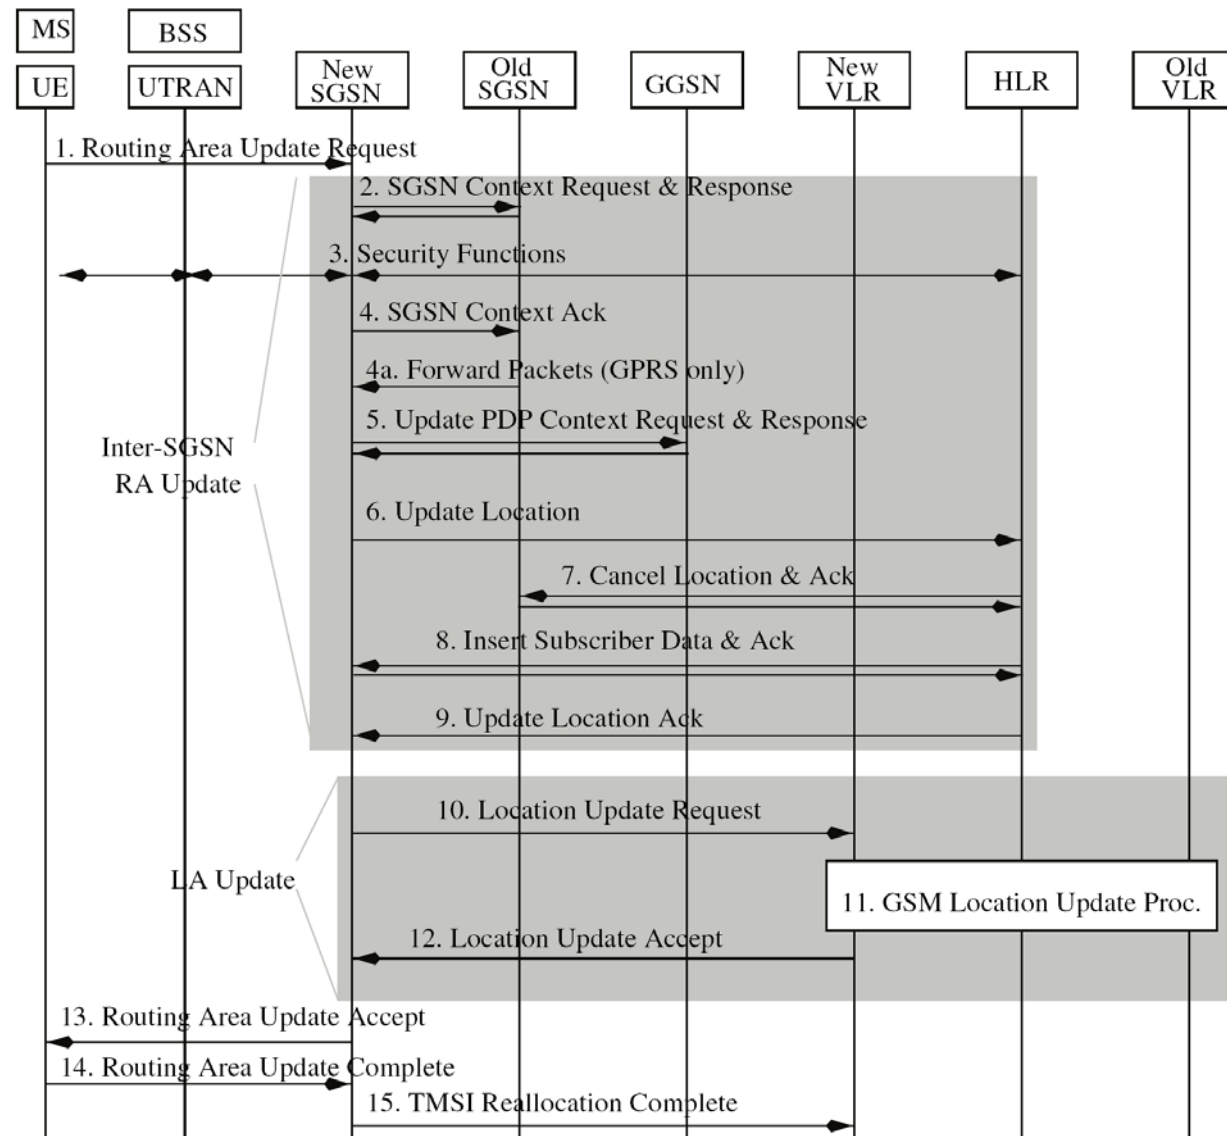 MS
BSS
UE
UTRAN
New
SGSN
Old
SGSN
GGSN
New
VLR
HLR
Old
VLR
1. Routing Area Update Request
2. SGSN Context Request & Response
3. Security Functions
4. SGSN Context Ack
4a. Forward Packets (GPRS only)
5. Update PDP Context Request & Response
Inter-SGSN
RA Update
6. Update Location
7. Cancel Location & Ack
8. Insert Subscriber Data & Ack
9. Update Location Ack
10. Location Update Request
LA Update
11. GSM Location Update Proc.
12. Location Update Accept
13. Routing Area Update Accept
14. Routing Area Update Complete
15. TMSI Reallocation Complete